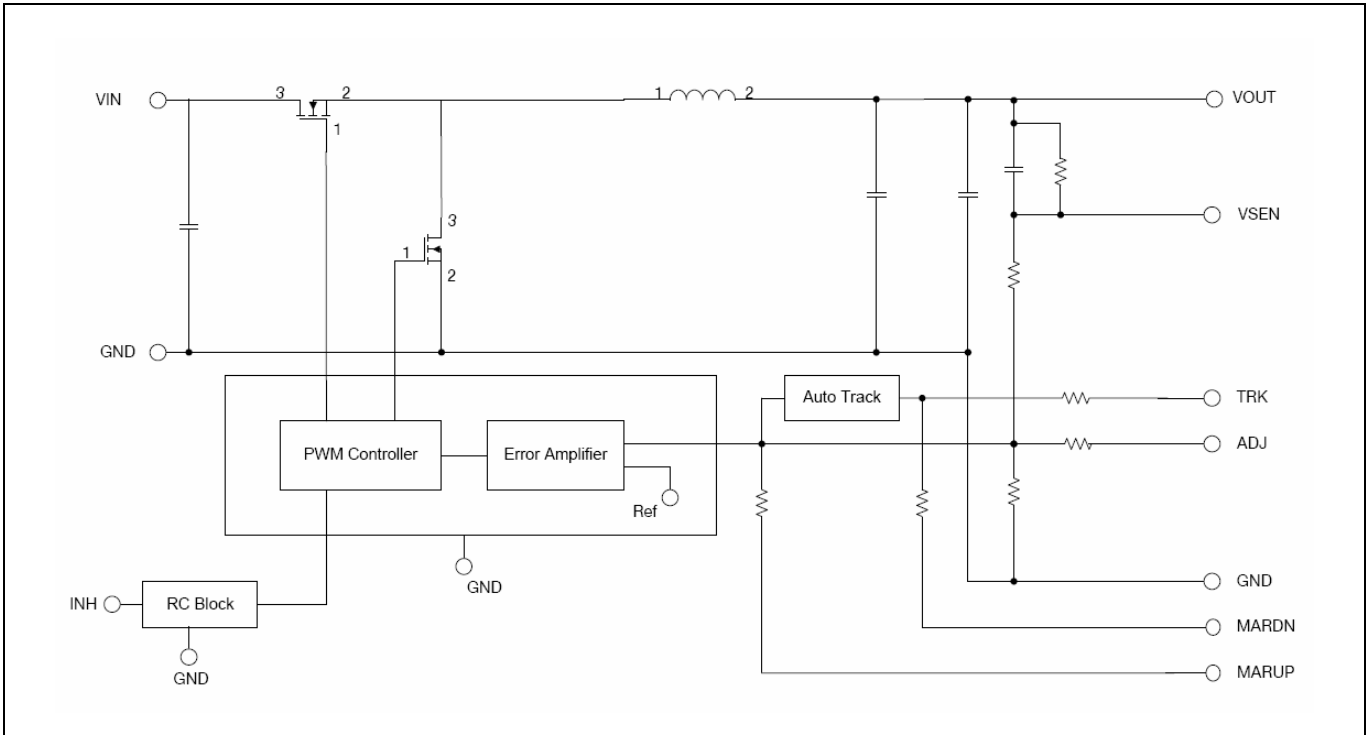 VIN
3
2
1
1
2
VOUT
VSEN
3
1
2
GND
Auto Track
TRK
PWM Controller
Error Amplifier
ADJ
Ref
GND
GND
INH
RC Block
MARDN
GND
MARUP